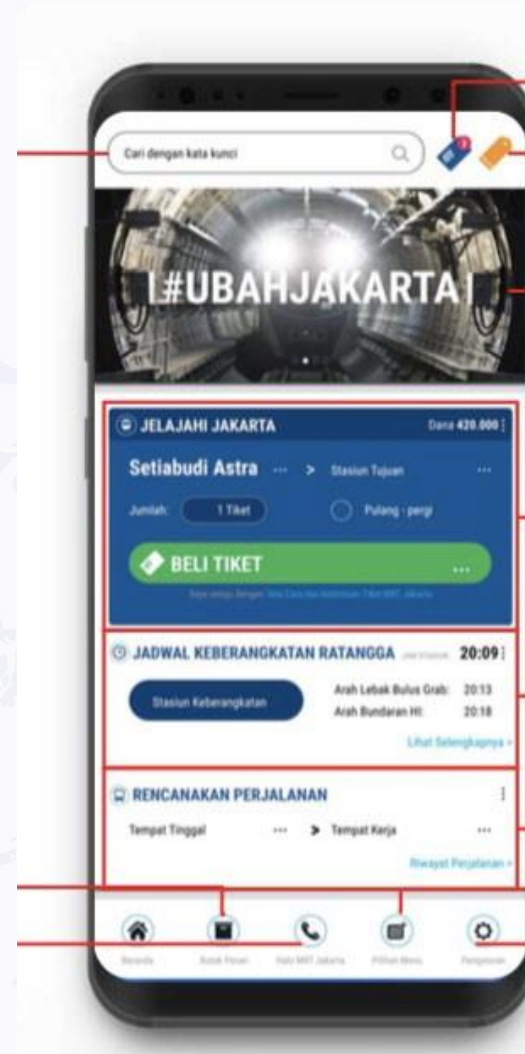 Cari dengan kata kunci
#UBAHJAKARTA
JELAJAHI JAKARTA Dana 420.000
Setiabudi Astra ... > Stasiun Tujuan ...
Jumlah: 1 Tiket Pulang - pergi
BELI TIKET ...
Saya setuju dengan
JADWAL KEBERANGKATAN RATANGGA 20:09
Stasiun Keberangkatan
Arah Lebak Bulus Grab: 20:13
Arah Bundaran HI: 20:18
Lihat Selengkapnya >
RENCANAKAN PERJALANAN
Tempat Tinggal ... > Tempat Kerja ...
Riwayat Perjalanan >
Beranda Kotak Pesan Halo MRT Jakarta Pilihan Menu Pengaturan